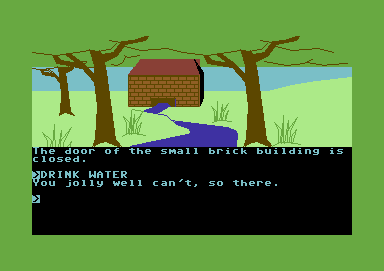 The door of the small brick building is
closed.
>DRINK WATER
You jolly well can't, so there.
>